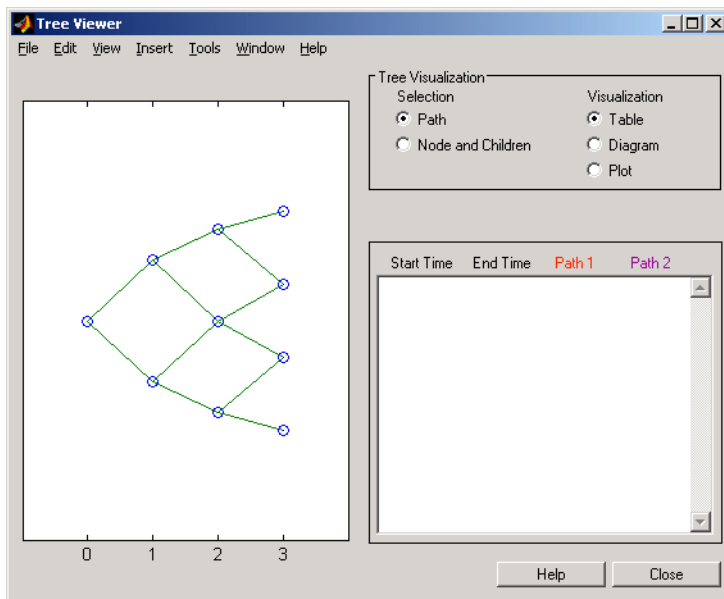 Tree Viewer
File Edit View Insert Tools Window Help
Tree Visualization
Selection
Path
Node and Children
Visualization
Table
Diagram
Plot
Start Time End Time Path 1 Path 2
0 1 2 3
Help Close